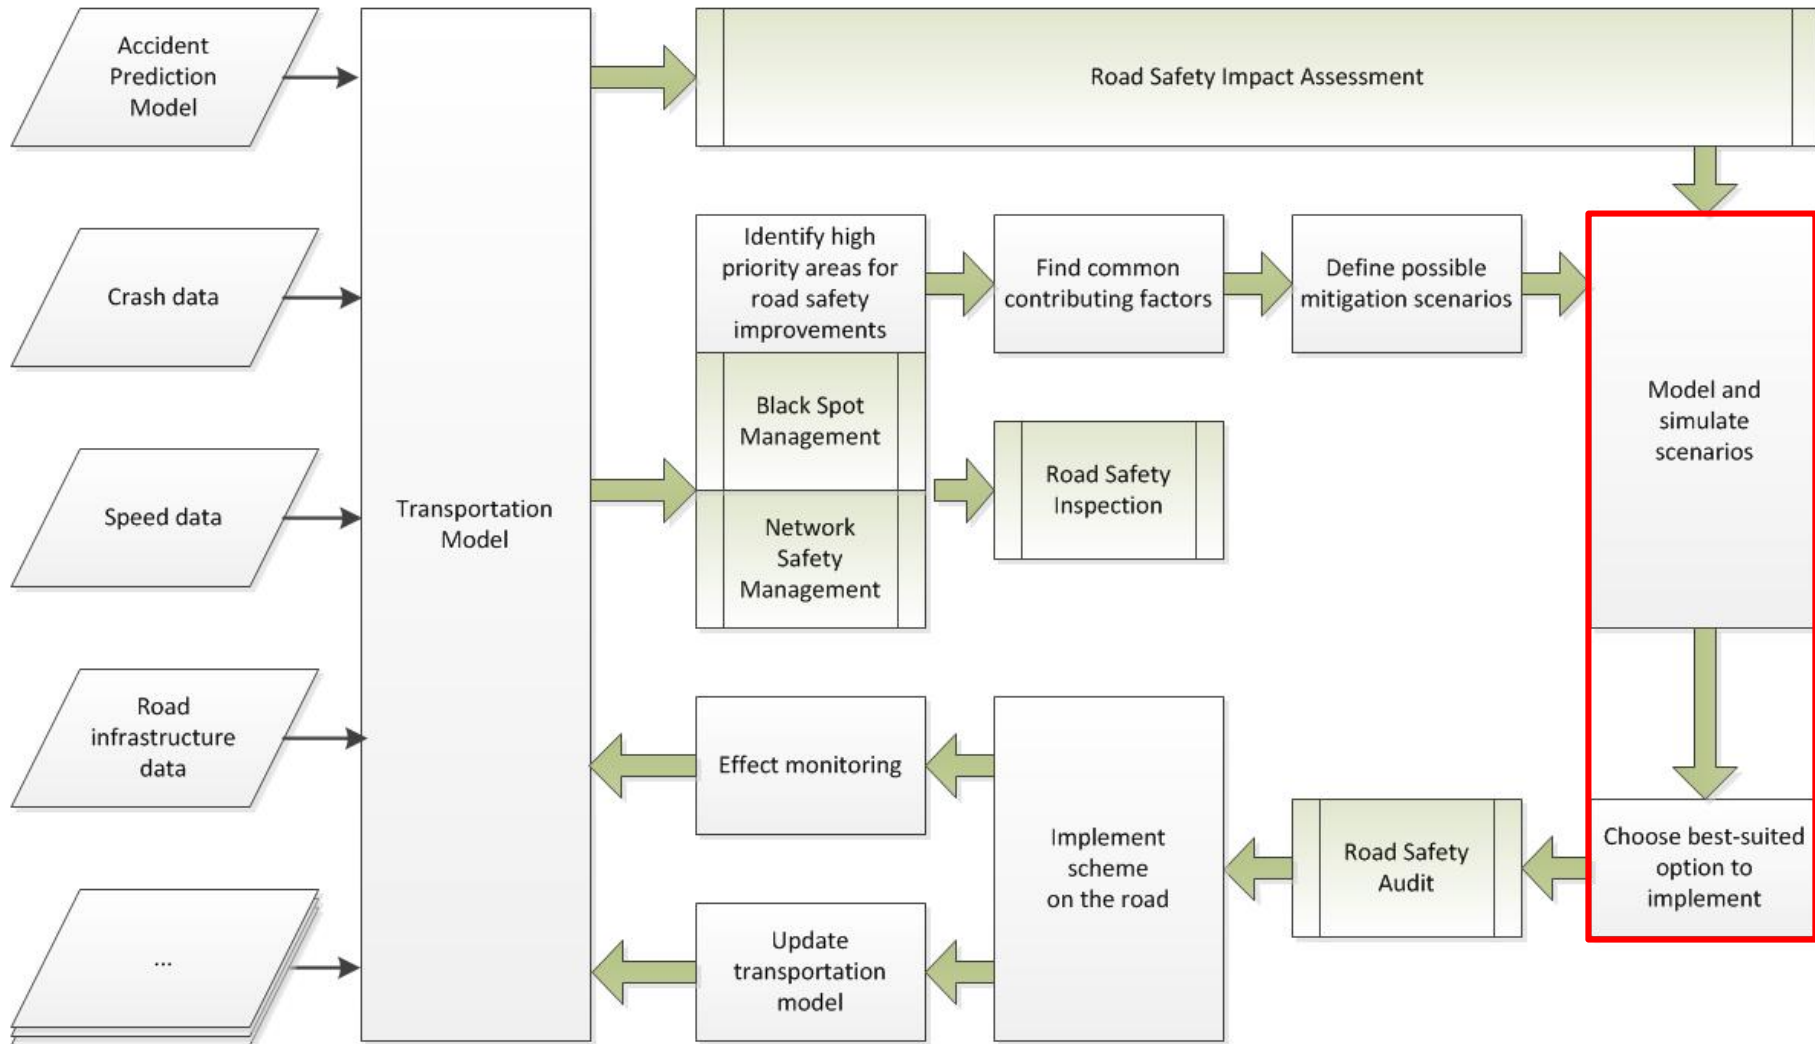 Accident
Prediction
Model
Road Safety Impact Assessment
Crash data
Identify high
priority areas for
road safety
improvements
Find common
contributing factors
Define possible
mitigation scenarios
Model and
simulate
scenarios
Black Spot
Management
Speed data
Transportation
Model
Road Safety
Inspection
Network
Safety
Management
Road
infrastructure
data
Effect monitoring
Implement
scheme
on the road
Road Safety
Audit
Choose best-suited
option to
implement
...
Update
transportation
model